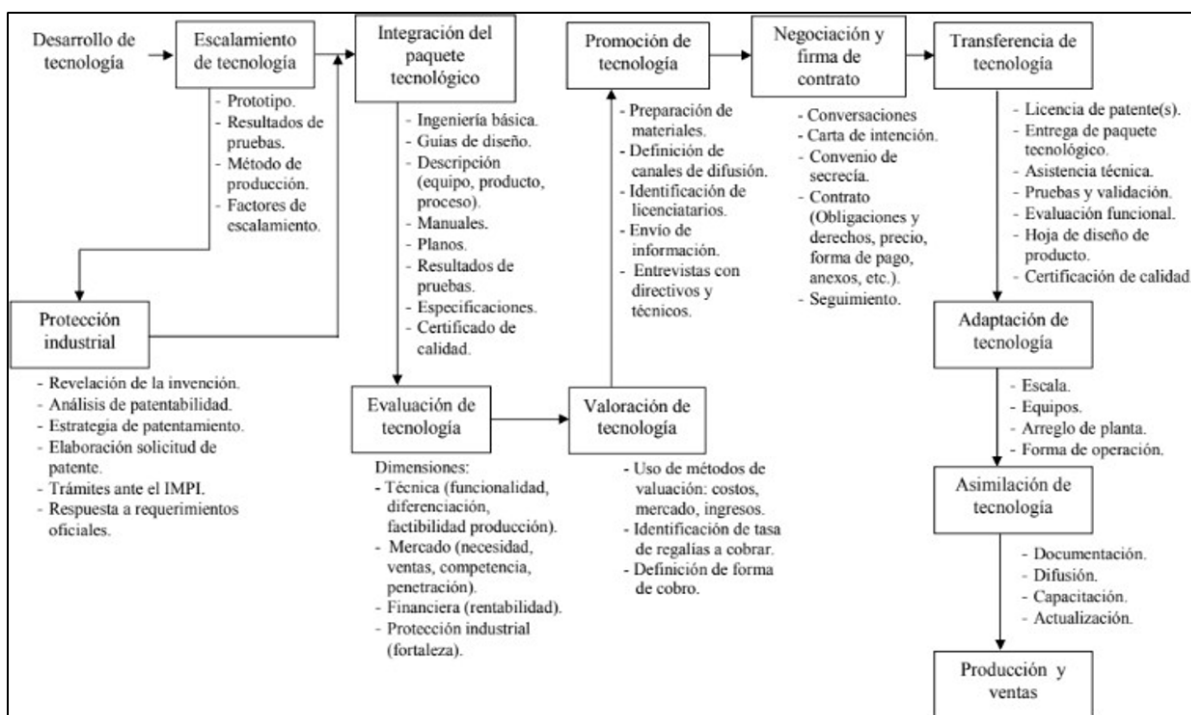 Desarrollo de
tecnología
Escalamiento
de tecnología
- Prototipo.
- Resultados de
pruebas.
- Método de
producción.
- Factores de
escalamiento.
Protección
industrial
- Revelación de la invención.
- Análisis de patentabilidad.
- Estrategia de patentamiento.
- Elaboración solicitud de
patente.
- Trámites ante el IMPI.
- Respuesta a requerimientos
oficiales.
Integración del
paquete
tecnológico
- Ingeniería básica.
- Guías de diseño.
- Descripción
(equipo, producto,
proceso).
- Manuales.
- Planos.
- Resultados de
pruebas.
- Especificaciones.
- Certificado de
calidad.
Evaluación de
tecnología
Dimensiones:
- Técnica (funcionalidad,
diferenciación,
factibilidad producción).
- Mercado (necesidad,
ventas, competencia,
penetración).
- Financiera (rentabilidad).
- Protección industrial
(fortaleza).
Valoración de
tecnología
- Uso de métodos de
valuación: costos,
mercado, ingresos.
- Identificación de tasa
de regalías a cobrar.
- Definición de forma
de cobro.
Promoción de
tecnología
- Preparación de
materiales.
- Definición de
canales de difusión.
- Identificación de
licenciatarios.
- Envío de
información.
- Entrevistas con
directivos y
técnicos.
Negociación y
firma de
contrato
- Conversaciones
- Carta de intención.
- Convenio de
secrecía.
- Contrato
(Obligaciones y
derechos, precio,
forma de pago,
anexos, etc.).
- Seguimiento.
Transferencia de
tecnología
- Licencia de patente(s).
- Entrega de paquete
tecnológico.
- Asistencia técnica.
- Pruebas y validación.
- Evaluación funcional.
- Hoja de diseño de
producto.
- Certificación de calidad
Adaptación de
tecnología
- Escala.
- Equipos.
- Arreglo de planta.
- Forma de operación.
Asimilación de
tecnología
- Documentación.
- Difusión.
- Capacitación.
- Actualización.
Producción y
ventas